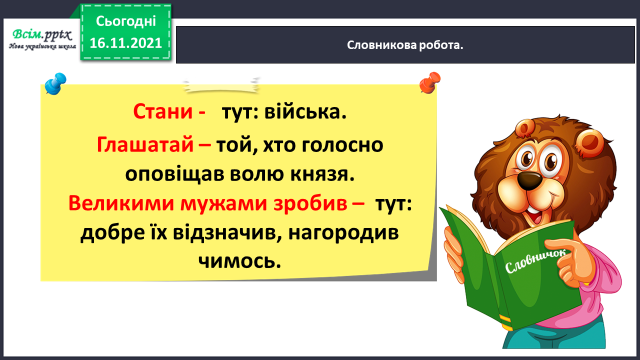 Всім.pptx
Нова українська школа
Сьогодні
16.11.2021
Словникова робота.
Стани - тут: війська.
Глашатай – той, хто голосно
оповіщав волю князя.
Великими мужами зробив – тут:
добре їх відзначив, нагородив
чимось.
Словничок